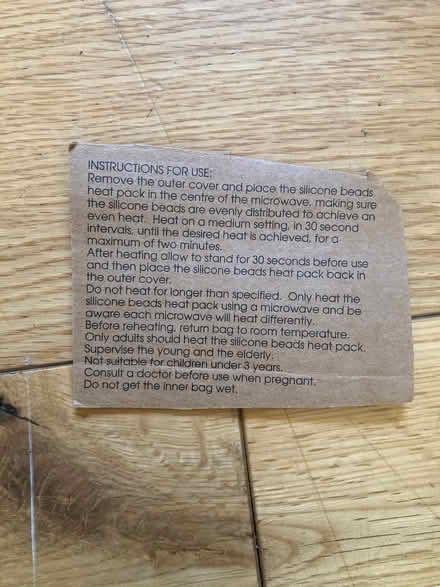 INSTRUCTIONS FOR USE:
Remove the outer cover and place the silicone beads
heat pack in the centre of the microwave, making sure
the silicone beads are evenly distributed to achieve an
even heat. Heat on a medium setting, in 30 second
intervals, until the desired heat is achieved, for a
maximum of two minutes.
After heating allow to stand for 30 seconds before use
and then place the silicone beads heat pack back in
the outer cover.
Do not heat for longer than specified. Only heat the
silicone beads heat pack using a microwave and be
aware each microwave will heat differently.
Before reheating, return bag to room temperature.
Only adults should heat the silicone beads heat pack.
Supervise the young and the elderly.
Not suitable for children under 3 years.
Consult a doctor before use when pregnant.
Do not get the inner bag wet.